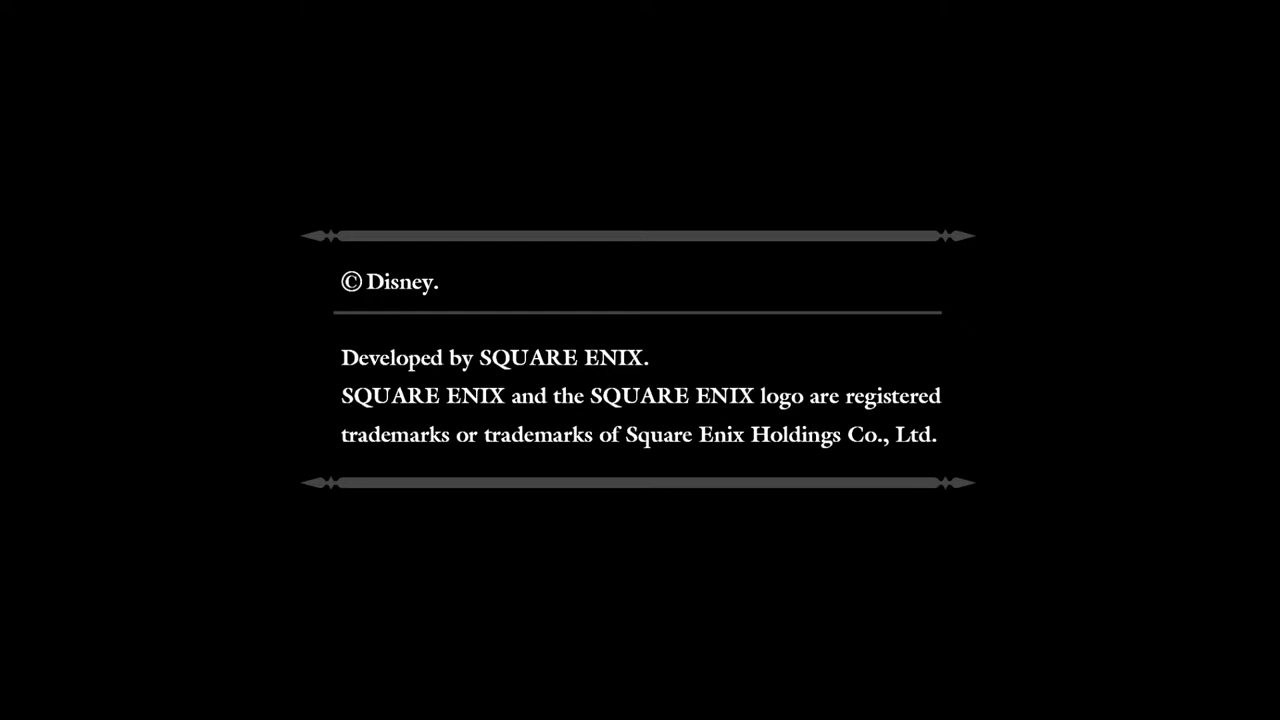 © Disney.
Developed by SQUARE ENIX.
SQUARE ENIX and the SQUARE ENIX logo are registered
trademarks or trademarks of Square Enix Holdings Co., Ltd.